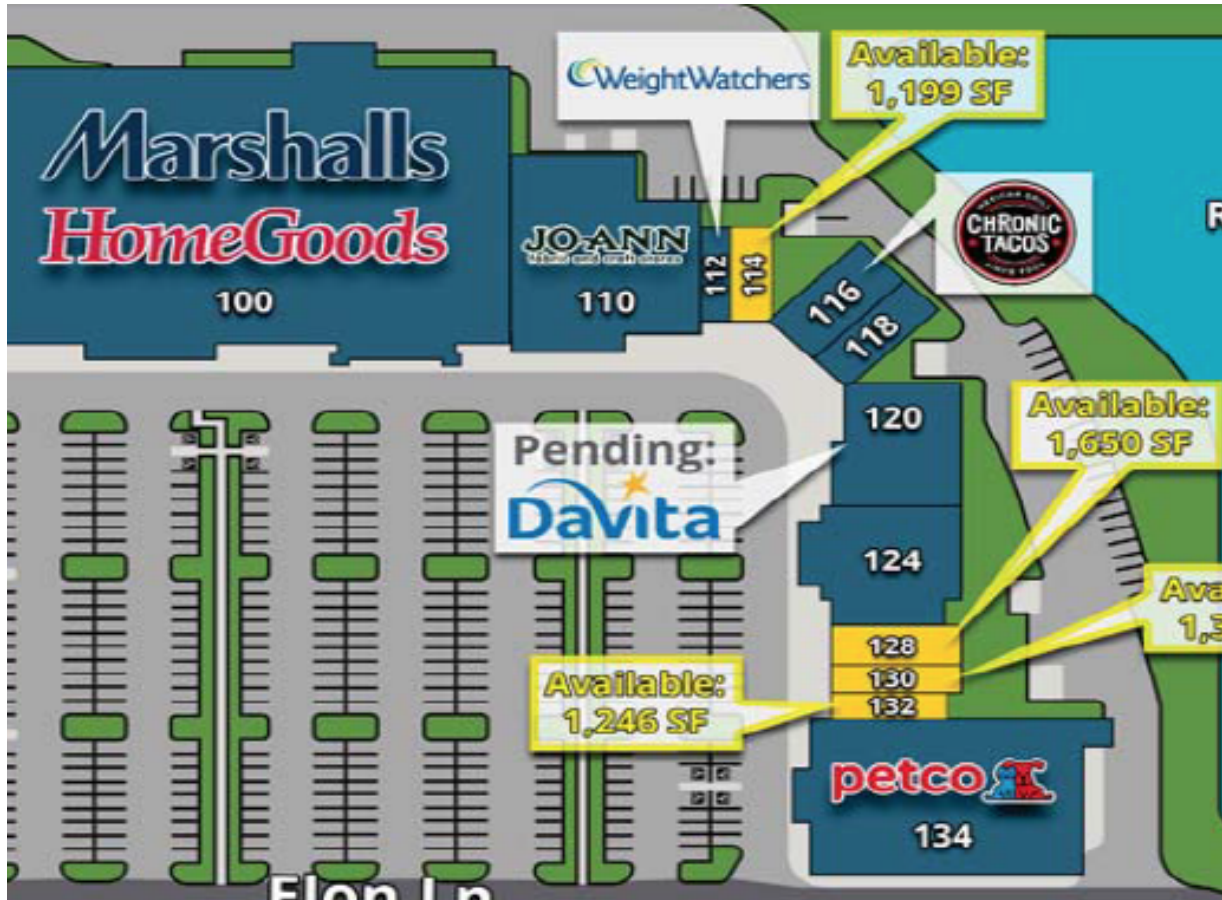 Marshalls
HomeGoods
100
JO-ANN
fabric and craft stores
110
WeightWatchers
112
Available:
1,199 SF
114
MEXICAN GRILL
CHRONIC
TACOS
116
118
120
Pending:
DaVita
124
Available:
1,650 SF
128
130
132
Available:
1,246 SF
petco
134